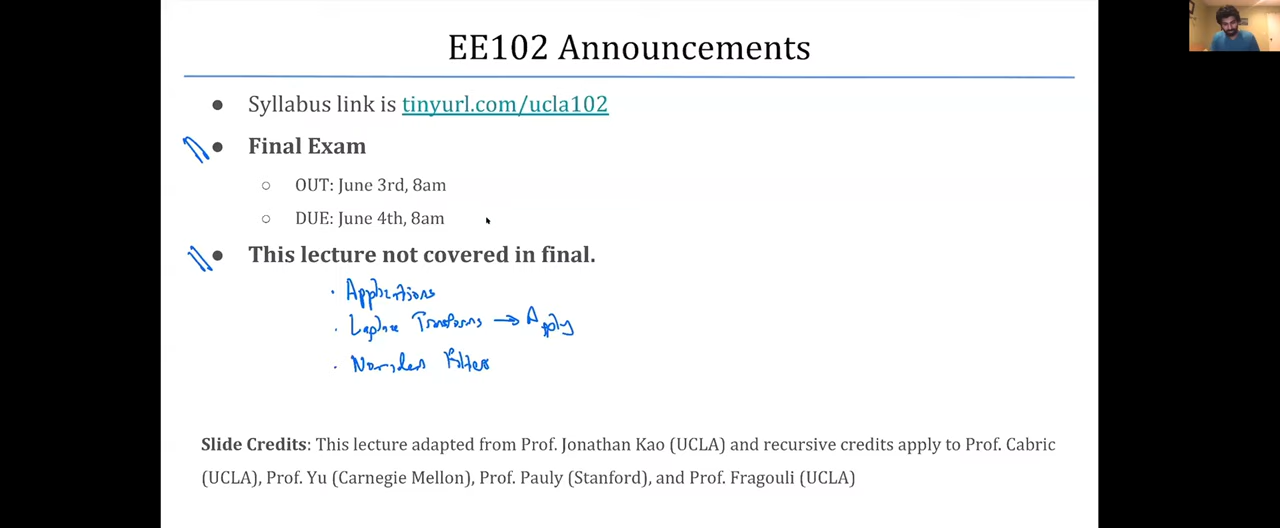 EE102 Announcements
● Syllabus link is tinyurl.com/ucla102
● Final Exam
○ OUT: June 3rd, 8am
○ DUE: June 4th, 8am
● This lecture not covered in final.
· Applications
· Laplace Transforms → Apply
· Filters
Slide Credits: This lecture adapted from Prof. Jonathan Kao (UCLA) and recursive credits apply to Prof. Cabric
(UCLA), Prof. Yu (Carnegie Mellon), Prof. Pauly (Stanford), and Prof. Fragouli (UCLA)